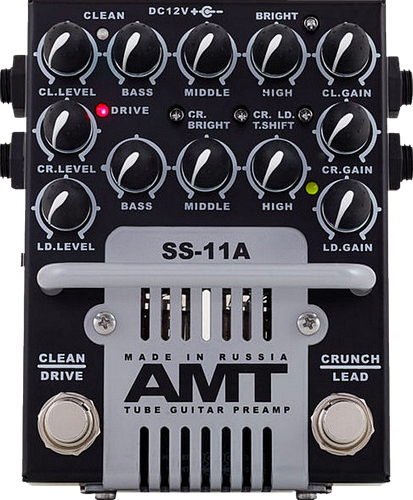 CLEAN
DC12V
BRIGHT
CL.LEVEL BASS MIDDLE HIGH CL.GAIN
DRIVE
CR. BRIGHT
CR. LD. T.SHIFT
CR.LEVEL CR.GAIN
BASS MIDDLE HIGH
LD.LEVEL LD.GAIN
SS-11A
CLEAN
DRIVE
CRUNCH
LEAD
MADE IN RUSSIA
AMT
TUBE GUITAR PREAMP